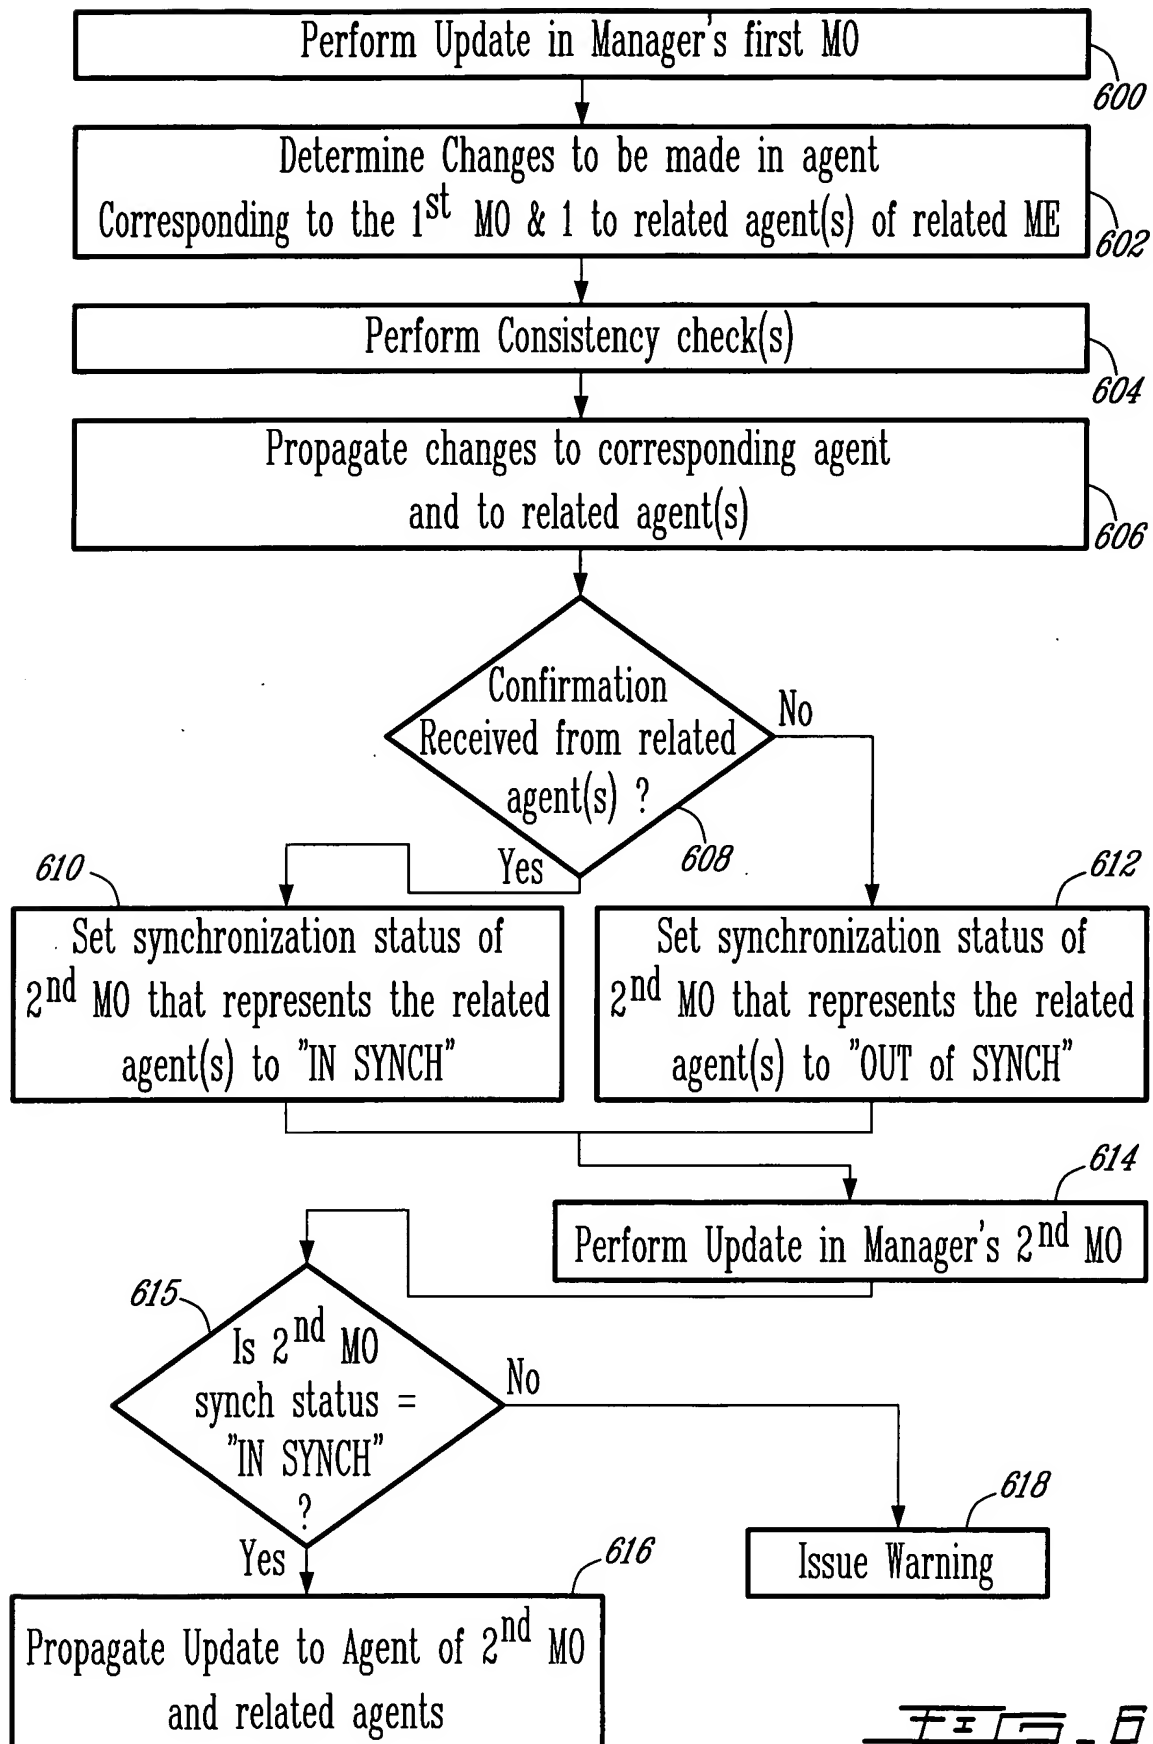 Perform Update in Manager's first MO
600
Determine Changes to be made in agent
Corresponding to the 1st MO & 1 to related agent(s) of related ME
602
Perform Consistency check(s)
604
Propagate changes to corresponding agent
and to related agent(s)
606
Confirmation
Received from related
agent(s) ?
No
608
Yes
610
Set synchronization status of
2nd MO that represents the related
agent(s) to "IN SYNCH"
612
Set synchronization status of
2nd MO that represents the related
agent(s) to "OUT of SYNCH"
614
Perform Update in Manager's 2nd MO
615
Is 2nd MO
synch status =
"IN SYNCH"
?
No
618
Issue Warning
Yes
616
Propagate Update to Agent of 2nd MO
and related agents
FIG. 6